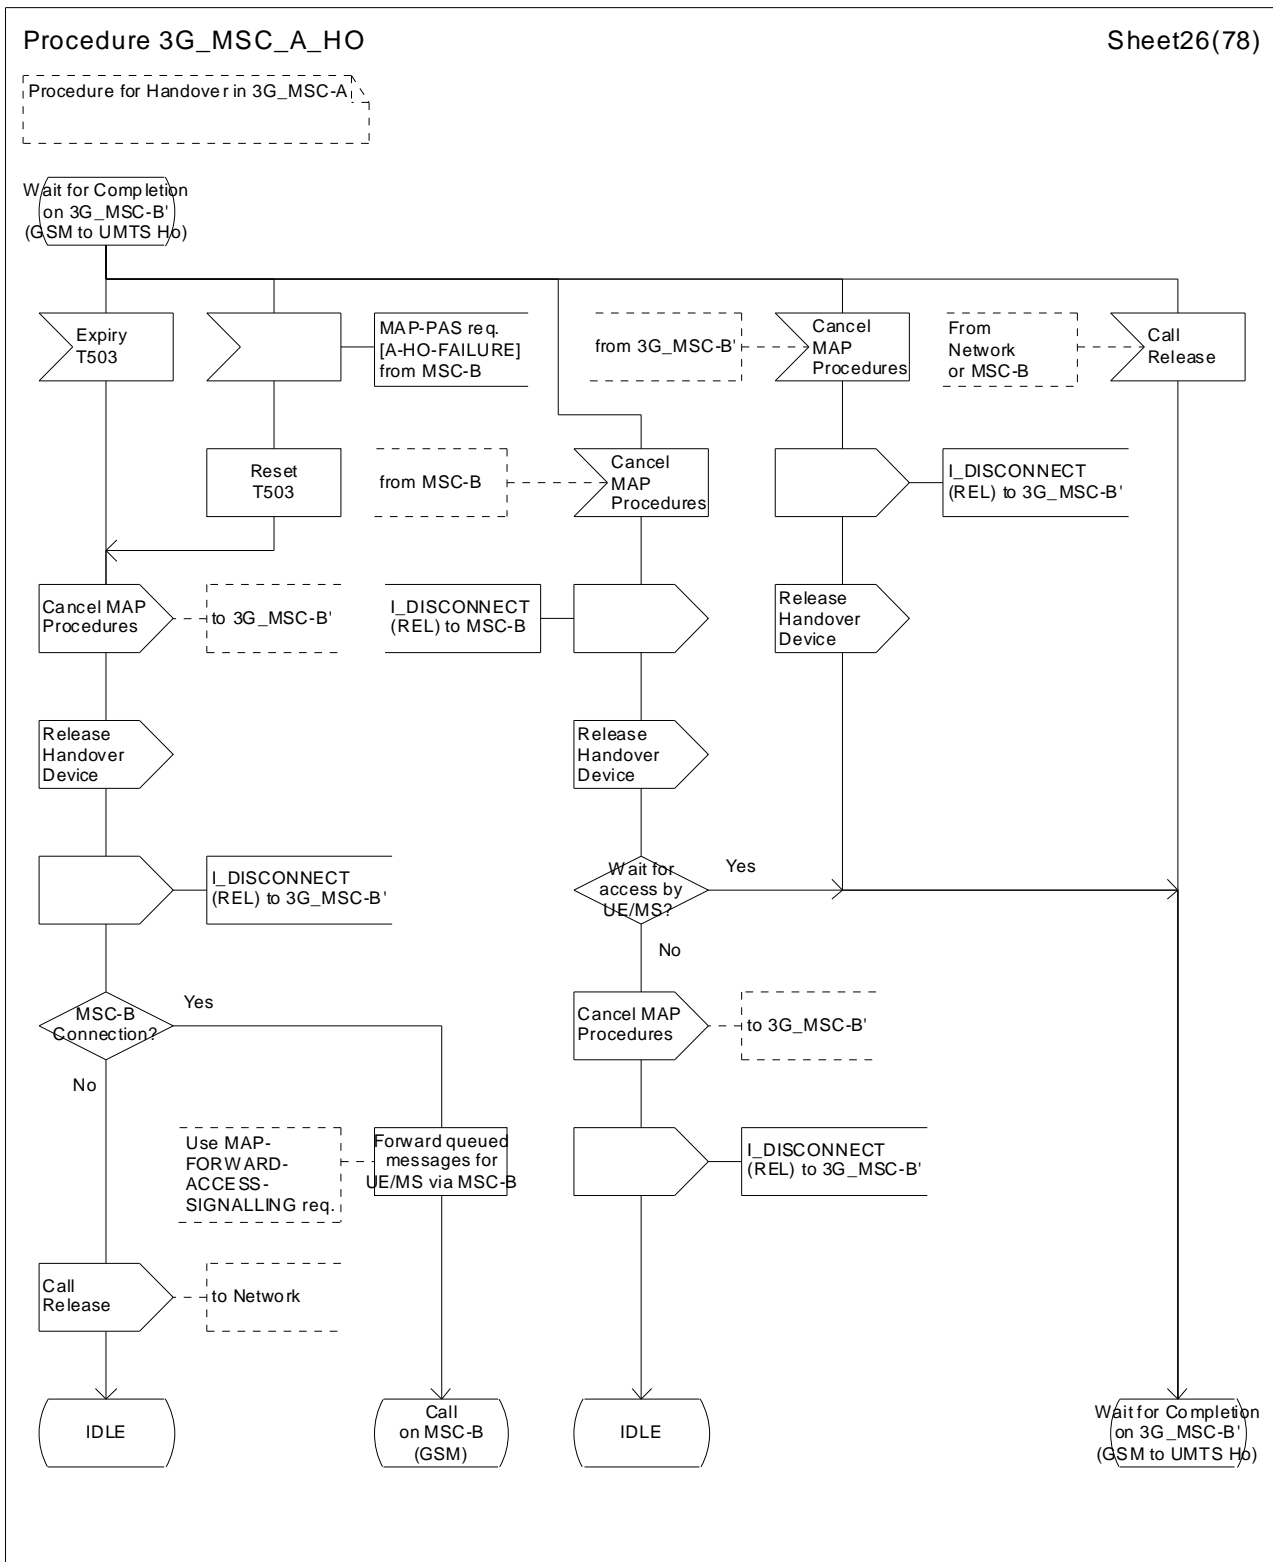 Procedure 3G_MSC_A_HO
Sheet26(78)
Procedure for Handover in 3G_MSC-A
Wait for Completion
on 3G_MSC-B'
(GSM to UMTS Ho)
Expiry
T503
MAP-PAS req.
[A-HO-FAILURE]
from MSC-B
from 3G_MSC-B'
Cancel
MAP
Procedures
From
Network
or MSC-B
Call
Release
Reset
T503
from MSC-B
Cancel
MAP
Procedures
I_DISCONNECT
(REL) to 3G_MSC-B'
Cancel MAP
Procedures
to 3G_MSC-B'
I_DISCONNECT
(REL) to MSC-B
Release
Handover
Device
Release
Handover
Device
Release
Handover
Device
I_DISCONNECT
(REL) to 3G_MSC-B'
Wait for
access by
UE/MS?
Yes
No
MSC-B
Connection?
Yes
No
Cancel MAP
Procedures
to 3G_MSC-B'
Use MAP-
FORWARD-
ACCESS-
SIGNALLING req.
Forward queued
messages for
UE/MS via MSC-B
I_DISCONNECT
(REL) to 3G_MSC-B'
Call
Release
to Network
IDLE
Call
on MSC-B
(GSM)
IDLE
Wait for Completion
on 3G_MSC-B'
(GSM to UMTS Ho)